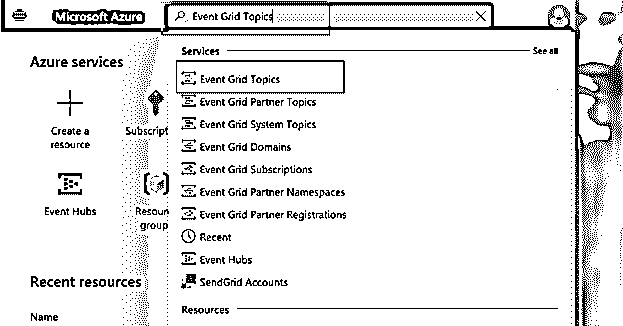 Microsoft Azure
Event Grid Topics
Services
See all
Azure services
Event Grid Topics
Event Grid Partner Topics
Event Grid System Topics
Event Grid Domains
Event Grid Subscriptions
Event Grid Partner Namespaces
Event Grid Partner Registrations
Recent
Event Hubs
SendGrid Accounts
Resources
Create a
resource
Subscript
Event Hubs
Resour
group
Recent resources
Name